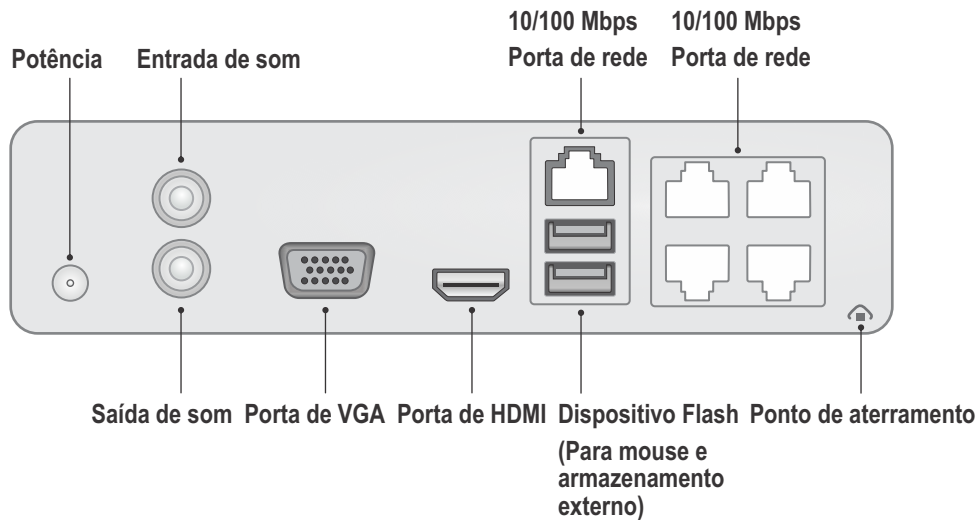 10/100 Mbps
Porta de rede
10/100 Mbps
Porta de rede
Potência
Entrada de som
Saída de som
Porta de VGA
Porta de HDMI
Dispositivo Flash
(Para mouse e
armazenamento
externo)
Ponto de aterramento